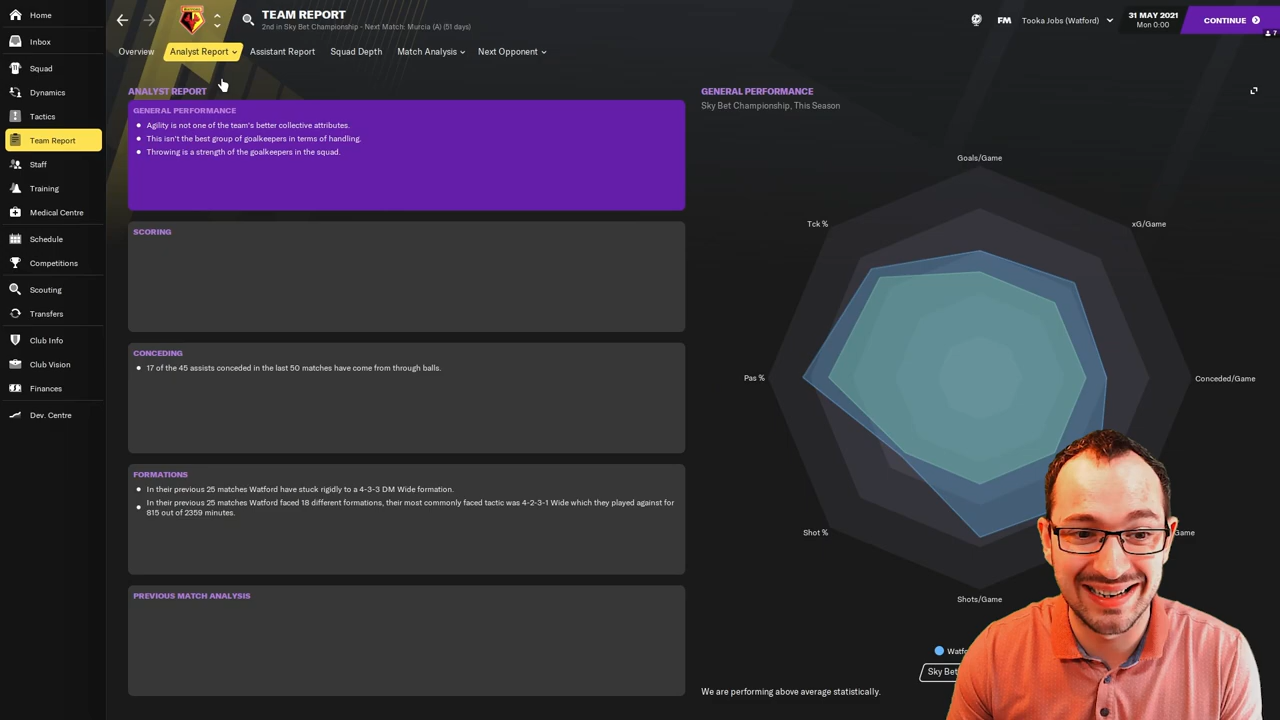 TEAM REPORT
2nd in Sky Bet Championship - Next Match: Murcia (A) (51 days)
FM
Tooka Jobs (Watford)
31 MAY 2021
Mon 0:00
CONTINUE
7
Home
Inbox
Squad
Dynamics
Tactics
Team Report
Staff
Training
Medical Centre
Schedule
Competitions
Scouting
Transfers
Club Info
Club Vision
Finances
Dev. Centre
Overview
Analyst Report
Assistant Report
Squad Depth
Match Analysis
Next Opponent
ANALYST REPORT
GENERAL PERFORMANCE
Agility is not one of the team's better collective attributes.
This isn't the best group of goalkeepers in terms of handling.
Throwing is a strength of the goalkeepers in the squad.
SCORING
CONCEDING
17 of the 45 assists conceded in the last 50 matches have come from through balls.
FORMATIONS
In their previous 25 matches Watford have stuck rigidly to a 4-3-3 DM Wide formation.
In their previous 25 matches Watford faced 18 different formations, their most commonly faced tactic was 4-2-3-1 Wide which they played against for
815 out of 2359 minutes.
PREVIOUS MATCH ANALYSIS
GENERAL PERFORMANCE
Sky Bet Championship, This Season
Goals/Game
Tck %
xG/Game
Pas %
Conceded/Game
Shot %
Game
Shots/Game
Watfo
Sky Bet
We are performing above average statistically.